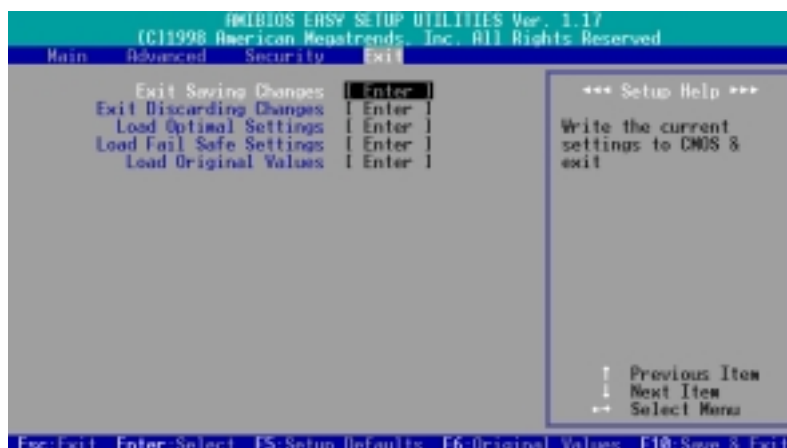 AMIBIOS EASY SETUP UTILITIES Ver. 1.17
(C)1998 American Megatrends, Inc. All Rights Reserved
Main Advanced Security Exit
Exit Saving Changes [ Enter ]
Exit Discarding Changes [ Enter ]
Load Optimal Settings [ Enter ]
Load Fail Safe Settings [ Enter ]
Load Original Values [ Enter ]
*** Setup Help ***
Write the current
settings to CMOS &
exit
↑ Previous Item
↓ Next Item
↔ Select Menu
Esc:Exit Enter:Select F5:Setup Defaults F6:Original Values F10:Save & Exit